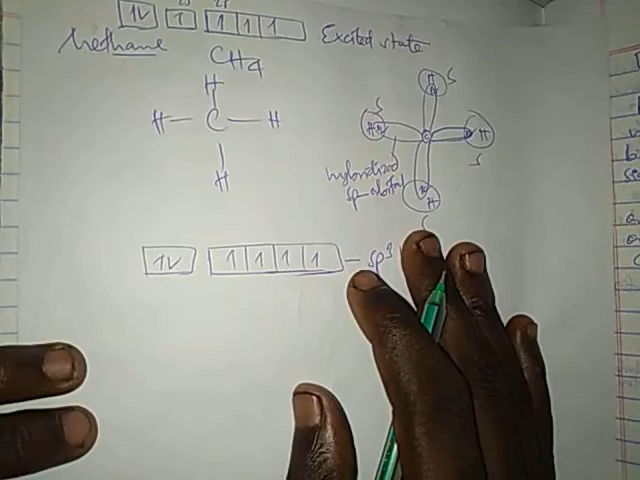 1V 1 1 1 1 Excited state
Methane
CH4
H
H — C — H
H
H S
S H H S
hybridized
sp-orbital
H
S
1V 1 1 1 1 — sp3